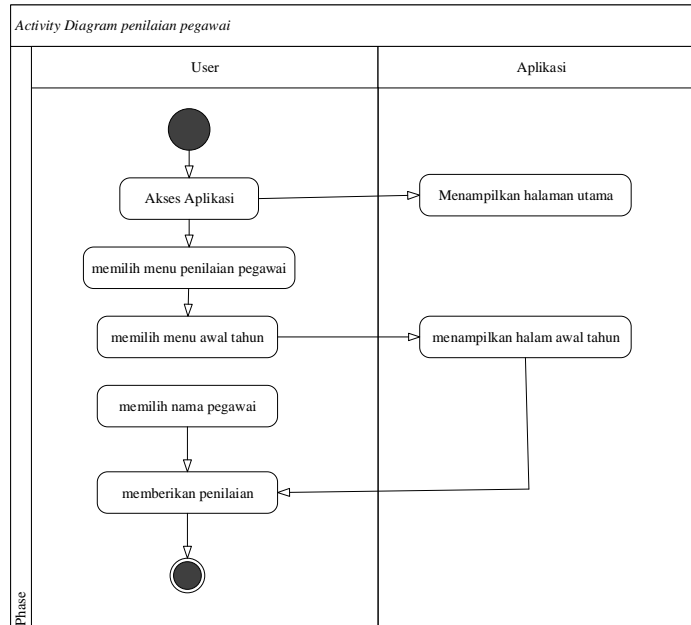 Activity Diagram penilaian pegawai
User
Aplikasi
Akses Aplikasi
Menampilkan halaman utama
memilih menu penilaian pegawai
memilih menu awal tahun
menampilkan halam awal tahun
memilih nama pegawai
memberikan penilaian
Phase